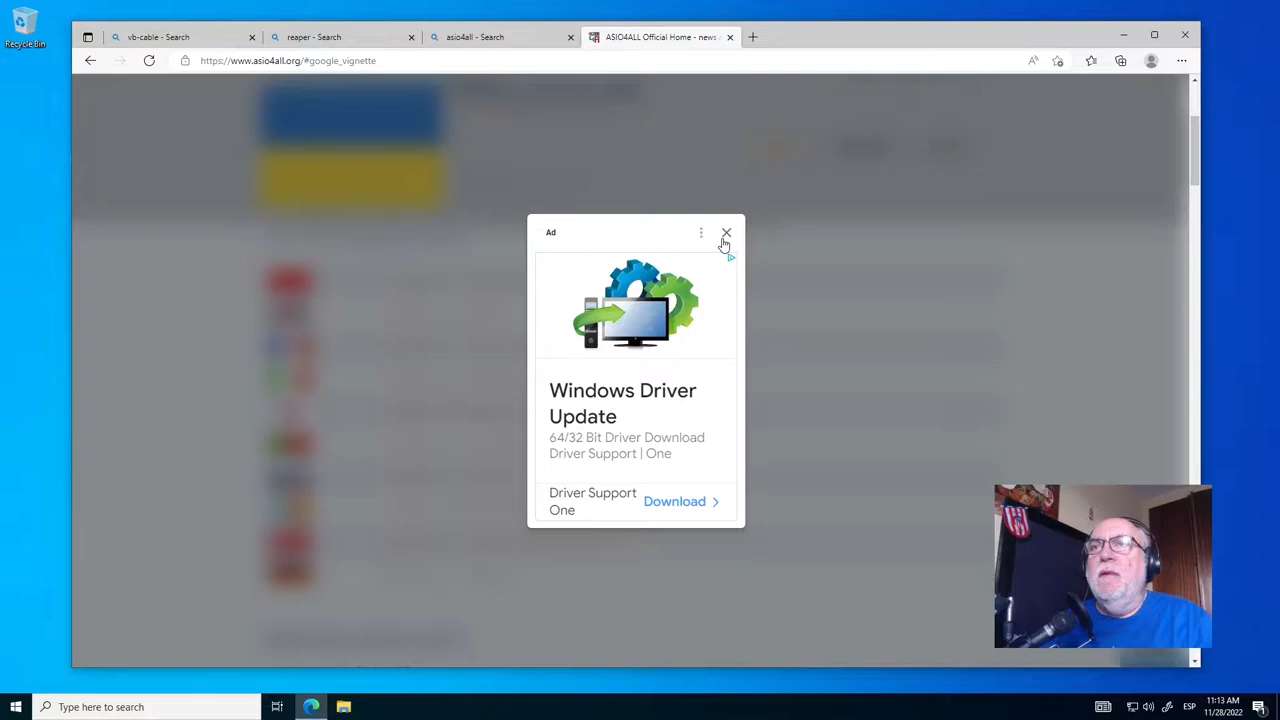 Recycle Bin
vb-cable - Search
reaper - Search
asio4all - Search
ASIO4ALL Official Home - news
https://www.asio4all.org/#google_vignette
Ad
Windows Driver
Update
64/32 Bit Driver Download
Driver Support | One
Driver Support
One
Download
Type here to search
ESP
11:13 AM
11/28/2022